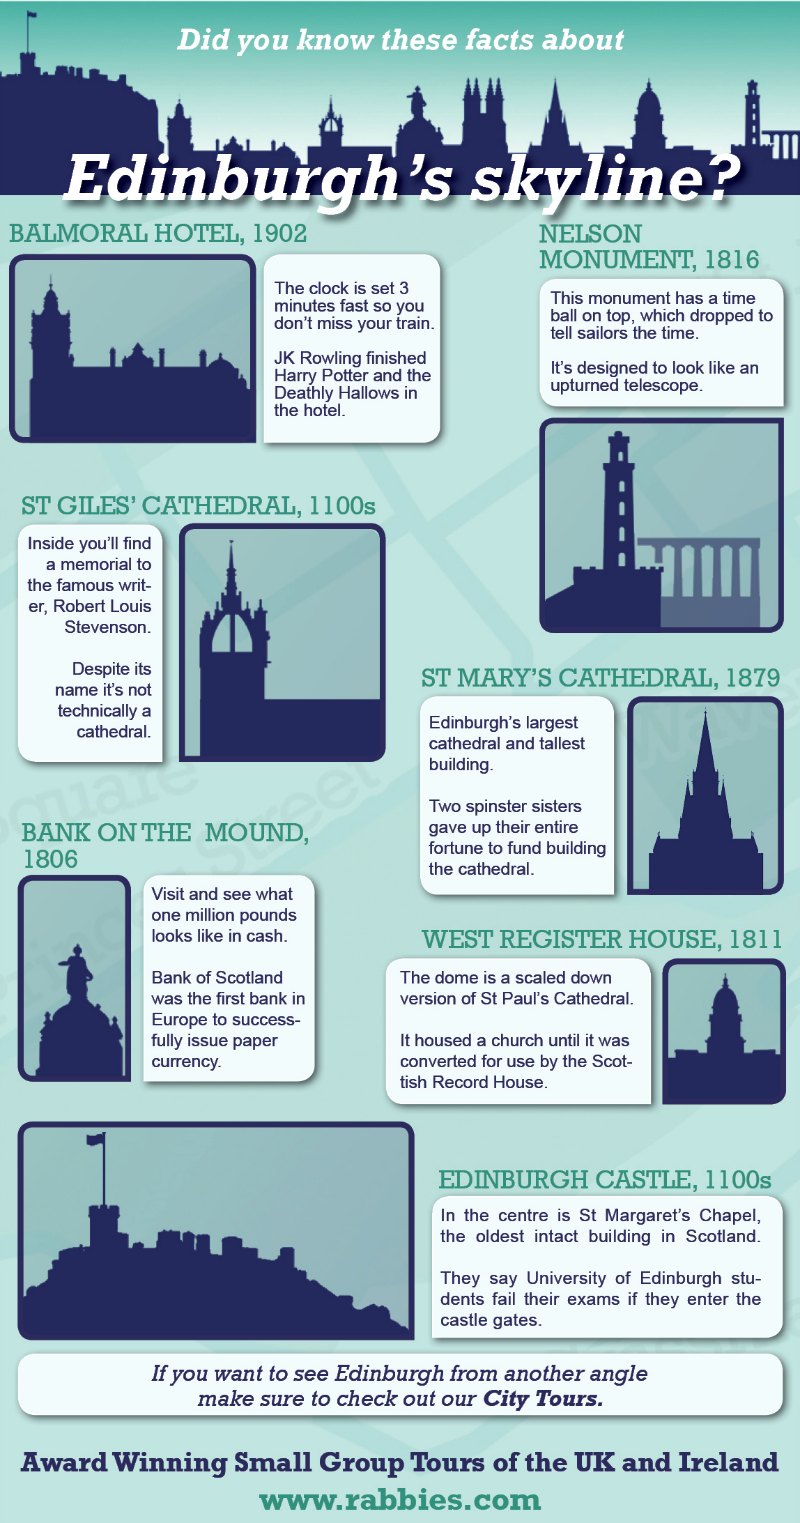 Did you know these facts about
Edinburgh's skyline?
BALMORAL HOTEL, 1902
The clock is set 3
minutes fast so you
don't miss your train.
JK Rowling finished
Harry Potter and the
Deathly Hallows in
the hotel.
NELSON
MONUMENT, 1816
This monument has a time
ball on top, which dropped to
tell sailors the time.
It's designed to look like an
upturned telescope.
ST GILES' CATHEDRAL, 1100s
Inside you'll find
a memorial to
the famous writ-
er, Robert Louis
Stevenson.
Despite its
name it's not
technically a
cathedral.
ST MARY'S CATHEDRAL, 1879
Edinburgh's largest
cathedral and tallest
building.
Two spinster sisters
gave up their entire
fortune to fund building
the cathedral.
BANK ON THE MOUND,
1806
Visit and see what
one million pounds
looks like in cash.
Bank of Scotland
was the first bank in
Europe to success-
fully issue paper
currency.
WEST REGISTER HOUSE, 1811
The dome is a scaled down
version of St Paul's Cathedral.
It housed a church until it was
converted for use by the Scot-
tish Record House.
EDINBURGH CASTLE, 1100s
In the centre is St Margaret's Chapel,
the oldest intact building in Scotland.
They say University of Edinburgh stu-
dents fail their exams if they enter the
castle gates.
If you want to see Edinburgh from another angle
make sure to check out our City Tours.
Award Winning Small Group Tours of the UK and Ireland
www.rabbies.com